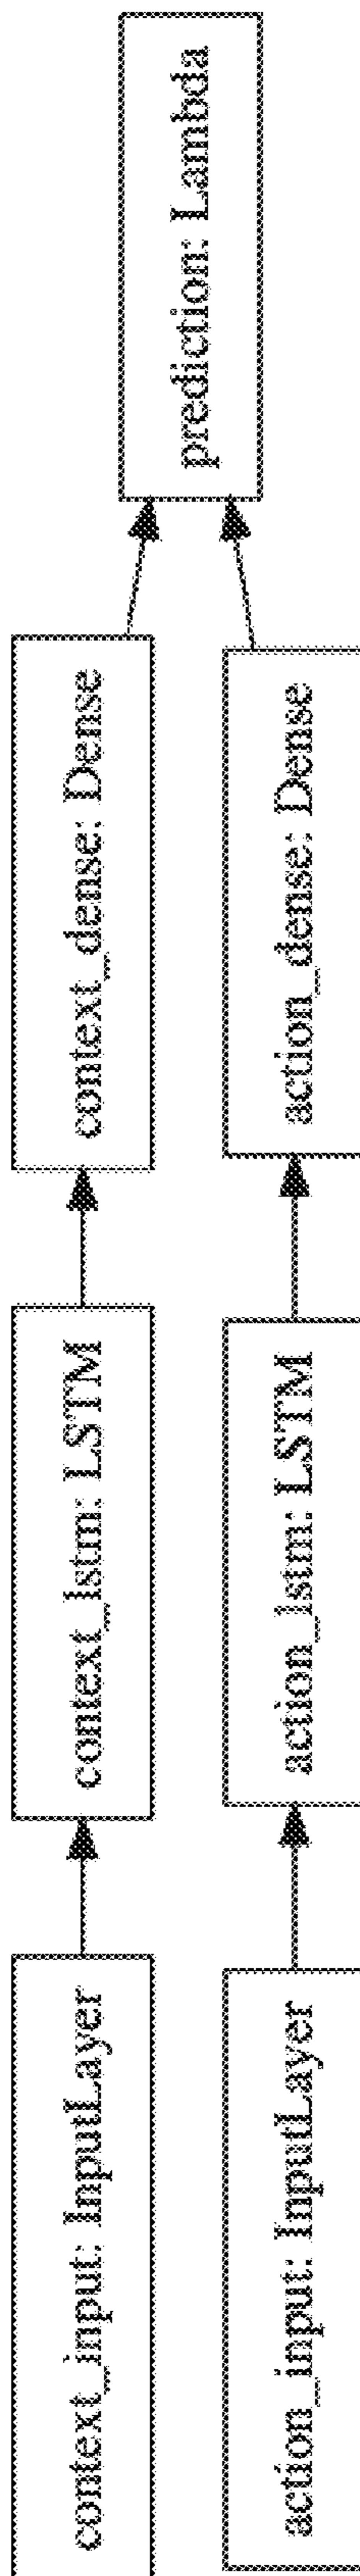 context_input: InputLayer
context_lstm: LSTM
context_dense: Dense
action_input: InputLayer
action_lstm: LSTM
action_dense: Dense
prediction: Lambda